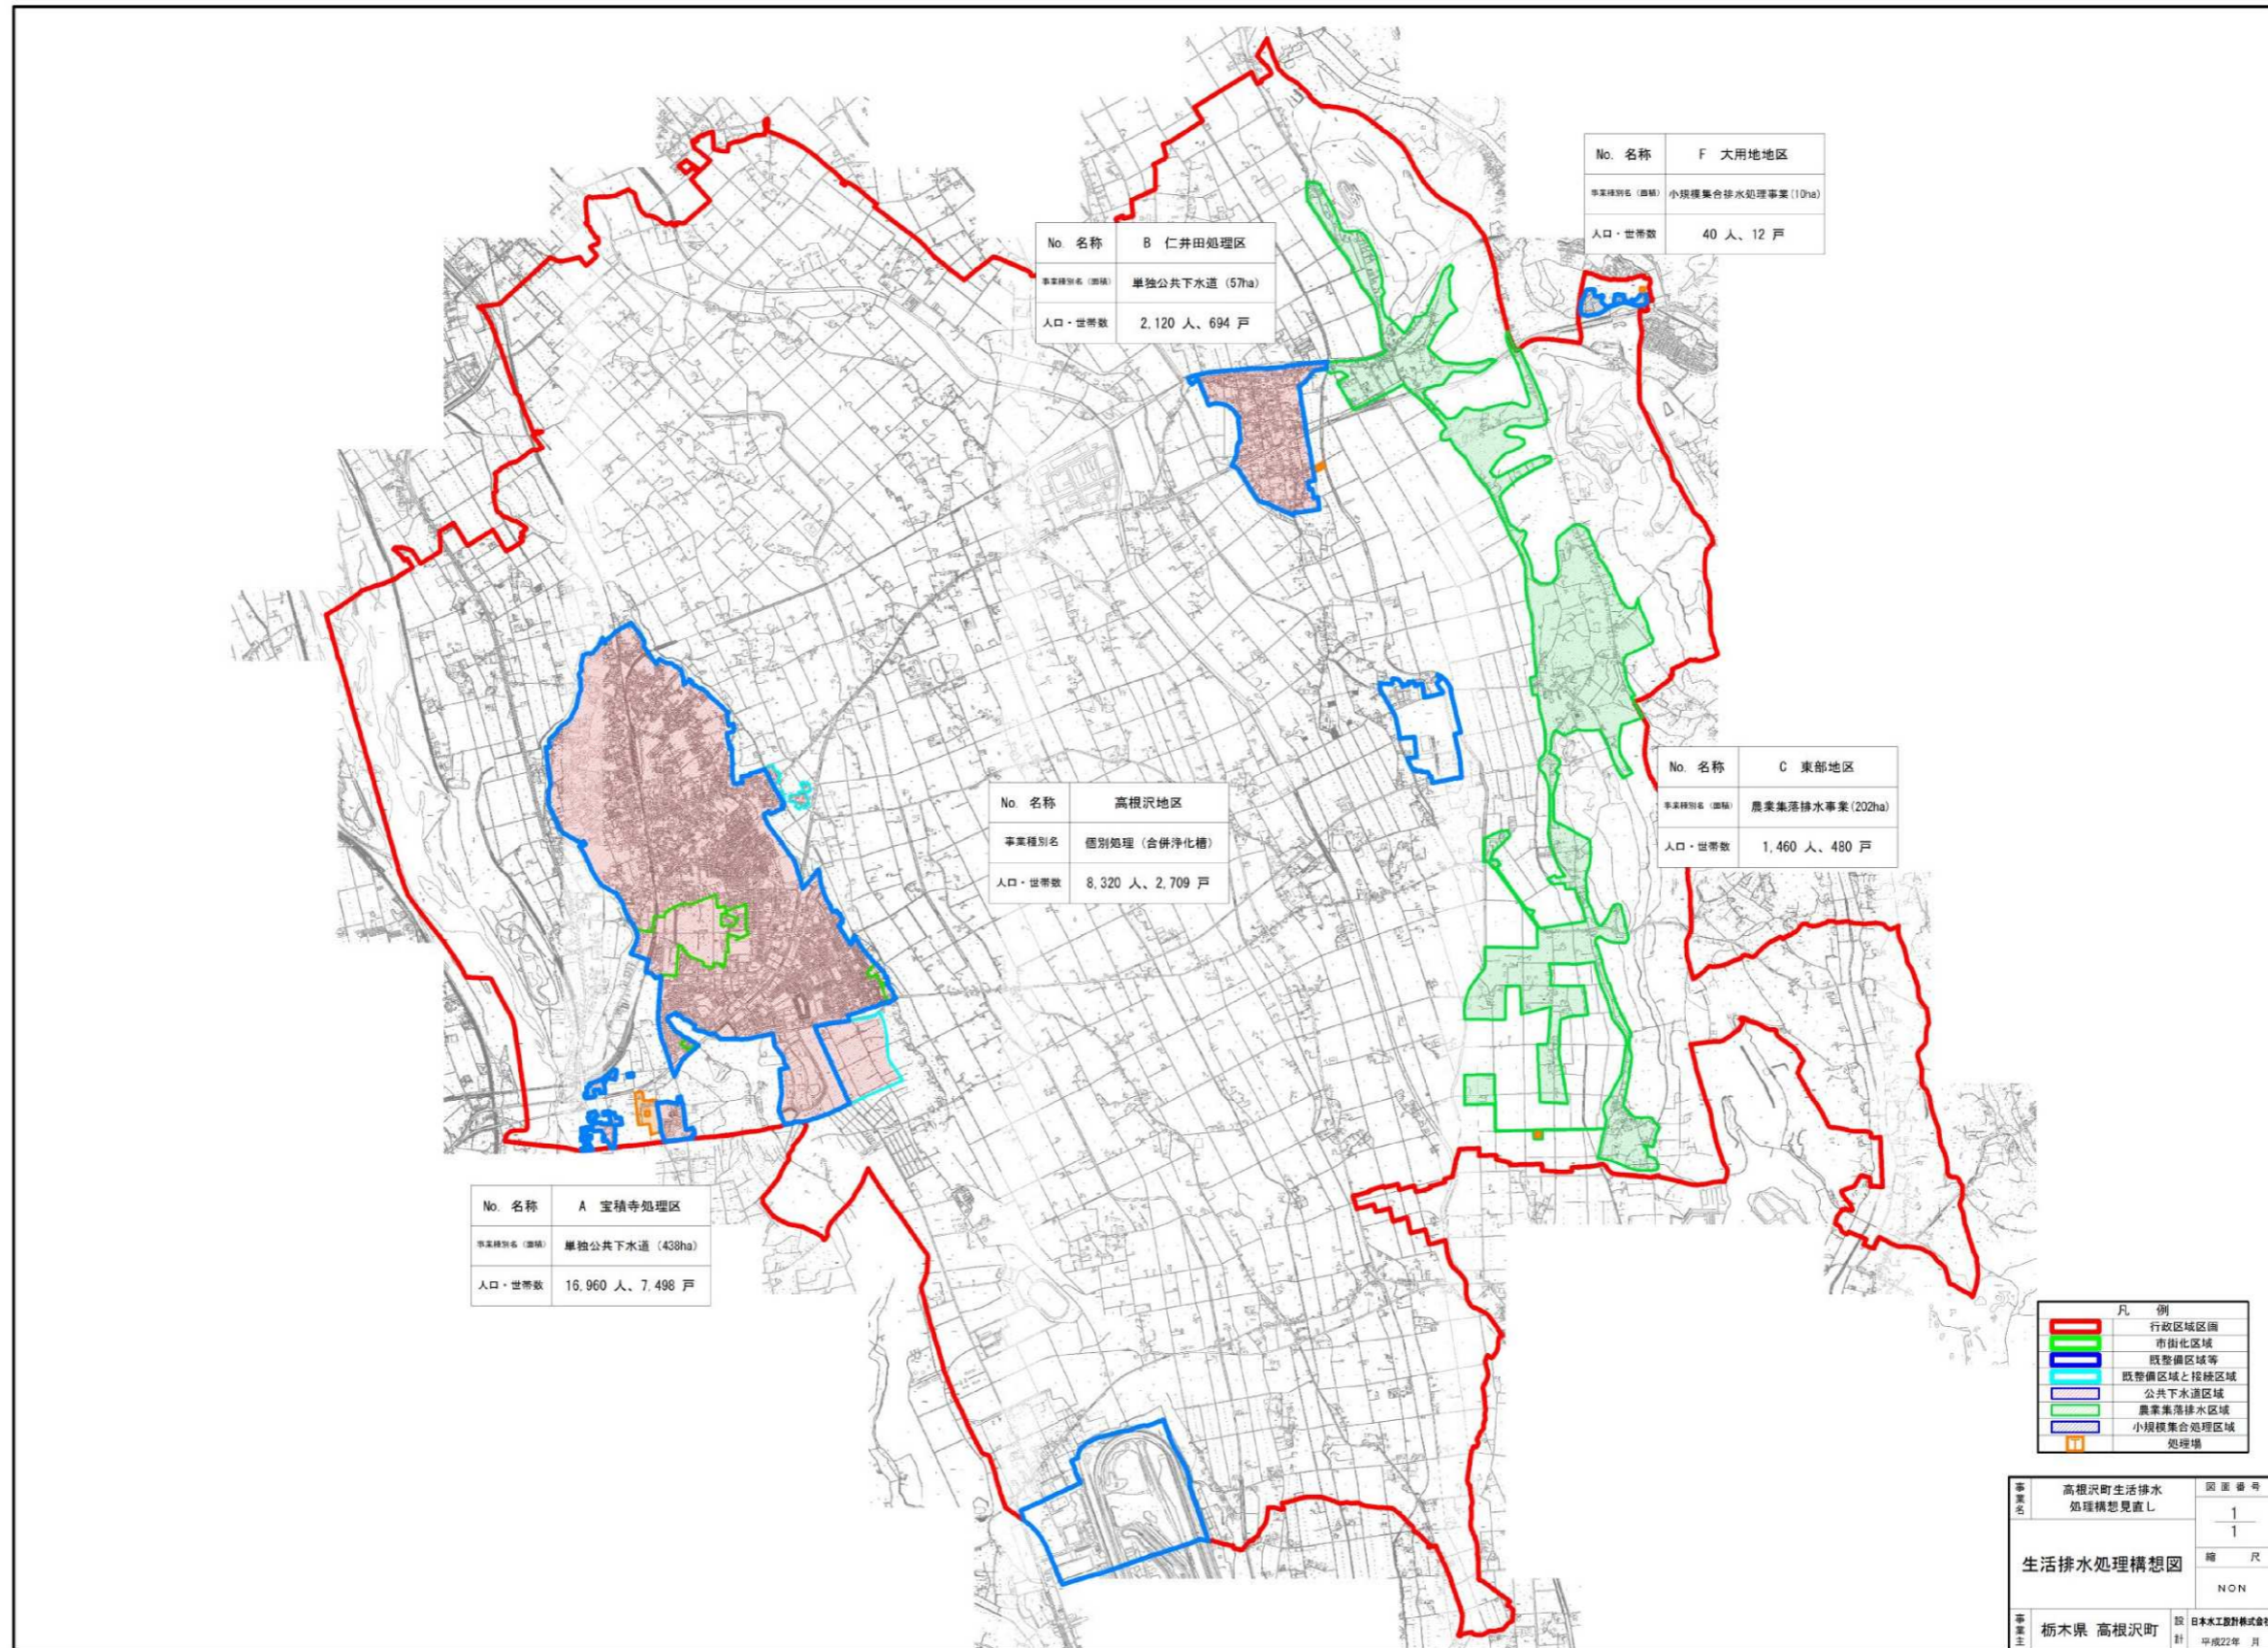 No. 名称 F 大用地地区
事業種別名（面積） 小規模集合排水処理事業(10ha)
人口・世帯数 40 人、12 戸
No. 名称 B 仁井田処理区
事業種別名（面積） 単独公共下水道（57ha）
人口・世帯数 2,120 人、694 戸
No. 名称 高根沢地区
事業種別名 個別処理（合併浄化槽）
人口・世帯数 8,320 人、2,709 戸
No. 名称 C 東部地区
事業種別名（面積） 農業集落排水事業(202ha)
人口・世帯数 1,460 人、480 戸
No. 名称 A 宝積寺処理区
事業種別名（面積） 単独公共下水道（438ha）
人口・世帯数 16,960 人、7,498 戸
凡 例
行政区域区画
市街化区域
既整備区域等
既整備区域と接続区域
公共下水道区域
農業集落排水区域
小規模集合処理区域
処理場
事業名 高根沢町生活排水
処理構想見直し
図面番号
1
1
生活排水処理構想図
縮 尺
NON
事業主 栃木県 高根沢町
設計 日本水工設計株式会社
平成22年 月